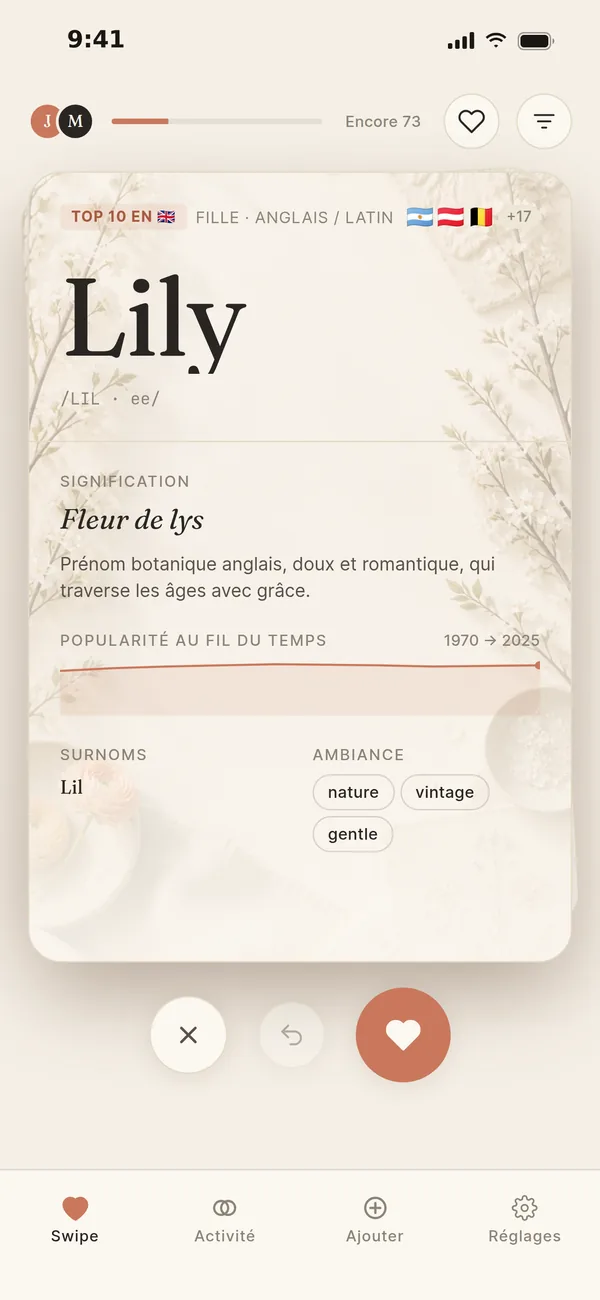 9:41
J M Encore 73
TOP 10 EN 🇬🇧 FILLE · ANGLAIS / LATIN 🇦🇷 🇦🇹 🇧🇪 +17
Lily
/LIL · ee/
SIGNIFICATION
Fleur de lys
Prénom botanique anglais, doux et romantique, qui
traverse les âges avec grâce.
POPULARITÉ AU FIL DU TEMPS 1970 → 2025
SURNOMS AMBIANCE
Lil nature vintage
gentle
Swipe Activité Ajouter Réglages